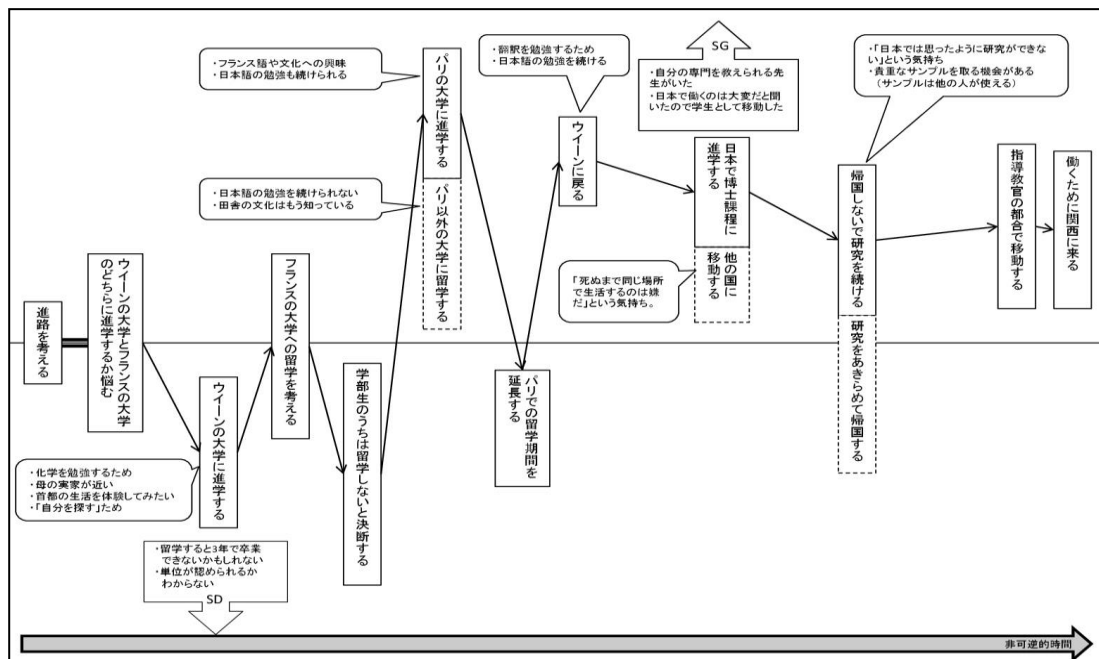 進路を考える
ウイーンの大学とフランスの大学
のどちらに進学するか悩む
・化学を勉強するため
・母の実家が近い
・首都の生活を体験してみたい
・「自分を探す」ため
ウイーンの大学に進学する
・留学すると3年で卒業
できないかもしれない
・単位が認められるか
わからない
SD
フランスの大学への留学を考える
学部生のうちは留学しないと決断する
・フランス語や文化への興味
・日本語の勉強も続けられる
パリの大学に進学する
・日本語の勉強を続けられない
・田舎の文化はもう知っている
パリ以外の大学に留学する
パリでの留学期間を
延長する
・翻訳を勉強するため
・日本語の勉強を続ける
ウイーンに戻る
SG
・自分の専門を教えられる先
生がいた
・日本で働くのは大変だと聞
いたので学生として移動した
日本で博士課程に
進学する
「死ぬまで同じ場所
で生活するのは嫌
だ」という気持ち。
他の国に
移動する
・「日本では思ったように研究ができ
ない」という気持ち
・貴重なサンプルを取る機会がある
（サンプルは他の人が使える）
帰国しないで研究を続ける
研究をあきらめて帰国する
指導教官の都合で移動する
働くために関西に来る
非可逆的時間